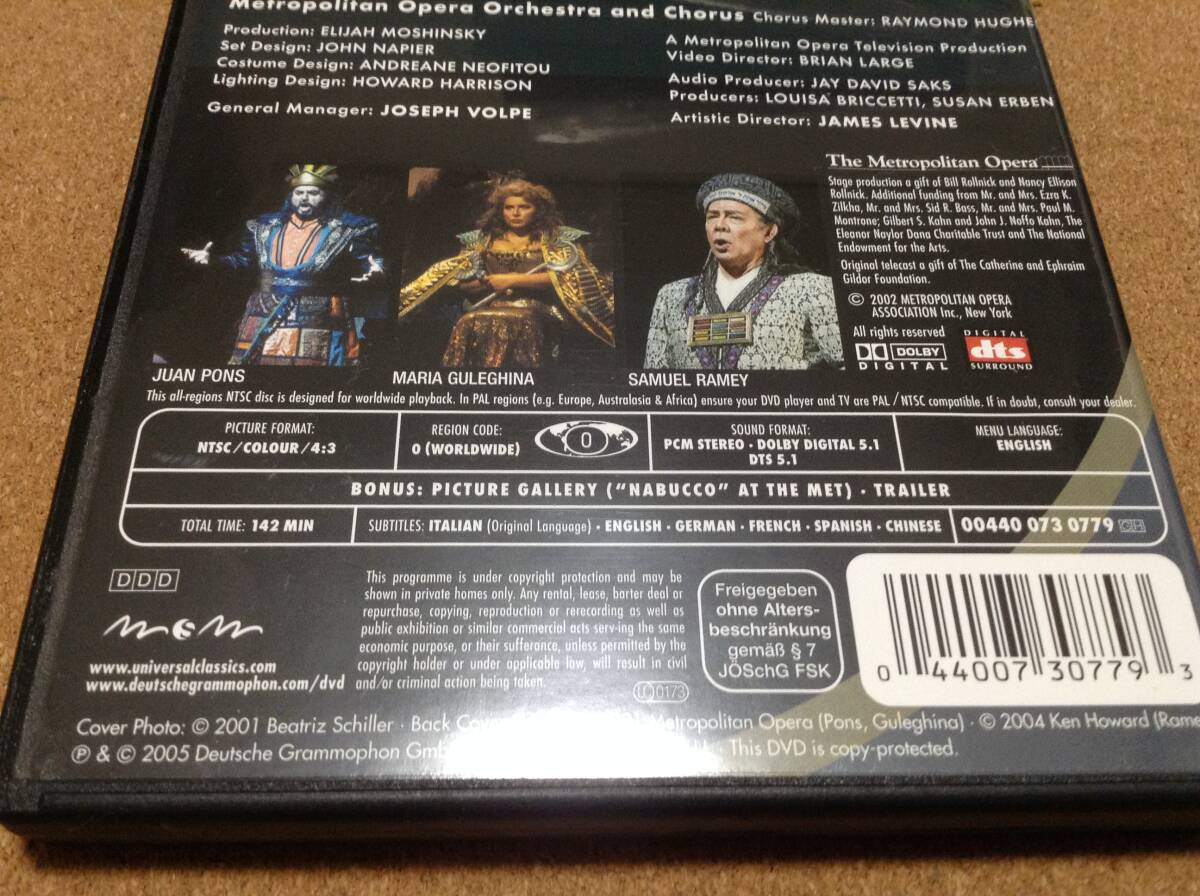 Metropolitan Opera Orchestra and Chorus Chorus Master: RAYMOND HUGHE
Production: ELIJAH MOSHINSKY
Set Design: JOHN NAPIER
Costume Design: ANDREANE NEOFITOU
Lighting Design: HOWARD HARRISON
General Manager: JOSEPH VOLPE
A Metropolitan Opera Television Production
Video Director: BRIAN LARGE
Audio Producer: JAY DAVID SAKS
Producers: LOUISA BRICCETTI, SUSAN ERBEN
Artistic Director: JAMES LEVINE
The Metropolitan Opera
Stage production a gift of Bill Rollnick and Nancy Ellison
Rollnick. Additional funding from Mr. and Mrs. Ezra K.
Zilkha, Mr. and Mrs. Sid R. Bass, Mr. and Mrs. Paul M.
Montrone; Gilbert S. Kahn and John J. Noffo Kahn, The
Eleanor Naylor Dana Charitable Trust and The National
Endowment for the Arts.
Original telecast a gift of The Catherine and Ephraim
Gildor Foundation.
© 2002 METROPOLITAN OPERA
ASSOCIATION Inc., New York
All rights reserved
DOLBY
DIGITAL
DIGITAL
dts
SURROUND
JUAN PONS
MARIA GULEGHINA
SAMUEL RAMEY
This all-regions NTSC disc is designed for worldwide playback. In PAL regions (e.g. Europe, Australasia & Africa) ensure your DVD player and TV are PAL / NTSC compatible. If in doubt, consult your dealer.
PICTURE FORMAT:
NTSC/COLOUR/4:3
REGION CODE:
0 (WORLDWIDE)
0
SOUND FORMAT:
PCM STEREO · DOLBY DIGITAL 5.1
DTS 5.1
MENU LANGUAGE:
ENGLISH
BONUS: PICTURE GALLERY ("NABUCCO" AT THE MET) · TRAILER
TOTAL TIME: 142 MIN
SUBTITLES: ITALIAN (Original Language) · ENGLISH · GERMAN · FRENCH · SPANISH · CHINESE
00440 073 0779 GH
DDD
www.universalclassics.com
www.deutschegrammophon.com/dvd
This programme is under copyright protection and may be
shown in private homes only. Any rental, lease, barter deal or
repurchase, copying, reproduction or rerecording as well as
public exhibition or similar commercial acts serv-ing the same
economic purpose, or their sufferance, unless permitted by the
copyright holder or under applicable law, will result in civil
and/or criminal action being taken.
LC 0173
Freigegeben
ohne Alters-
beschränkung
gemäß § 7
JÖSchG FSK
0 44007 30779 3
Cover Photo: © 2001 Beatriz Schiller · Back Metropolitan Opera (Pons, Guleghina) · © 2004 Ken Howard (Rame
℗ & © 2005 Deutsche Grammophon · This DVD is copy-protected.